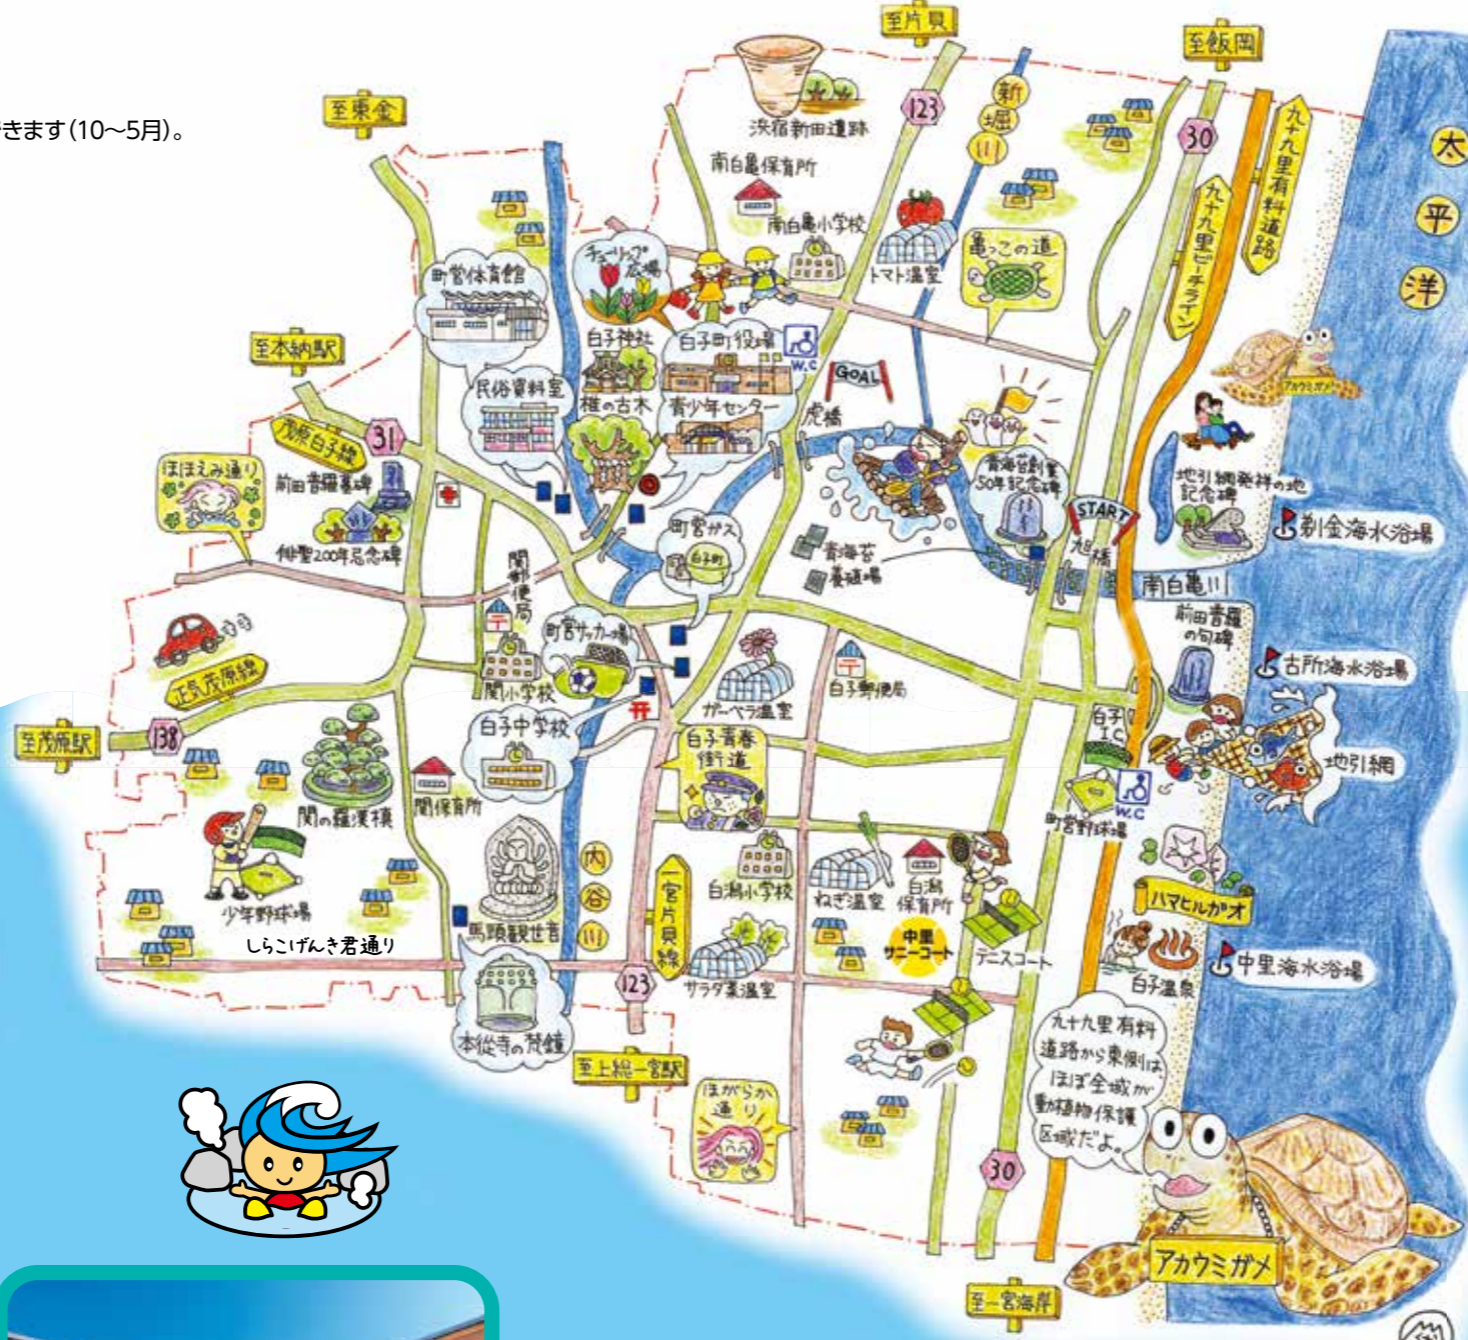 きます(10～5月)。
至片貝
至飯岡
至東金
浜宿新田遺跡
123
新
堀
川
30
九十九里有料道路
九十九里ビーチライン
太
平
洋
南白亀保育所
南白亀小学校
トマト温室
亀っこの道
町営体育館
チューリップ
広場
白子神社
白子町役場
W.C
至本納駅
茂原白子線
31
民俗資料室
椎の古木
青少年センター
GOAL
虎橋
アカウミガメ
ほほえみ通り
前田普羅墓碑
俳聖200年忌念碑
青海苔創業
50年記念碑
START
旭橋
地引網発祥の地
記念碑
剃金海水浴場
町営ガス
白子町
青海苔
養殖場
南白亀川
関郵便局
前田普羅
の句碑
古所海水浴場
正気茂原線
町営サッカー場
関小学校
ガーベラ温室
白子郵便局
白子
IC
至茂原駅
138
白子中学校
白子青春
街道
地引網
関の羅漢槙
関保育所
町営野球場
W.C
少年野球場
馬頭観世音
内
谷
川
一宮片貝線
白潟小学校
ねぎ温室
白潟
保育所
ハマヒルガオ
しらこげんき君通り
中里
サニーコート
テニスコート
中里海水浴場
123
サラダ菜温室
白子温泉
本従寺の梵鐘
至上総一宮駅
九十九里有料
道路から東側は
ほぼ全域が
動植物保護
区域だよ。
ほがらか
通り
30
アカウミガメ
至一宮海岸